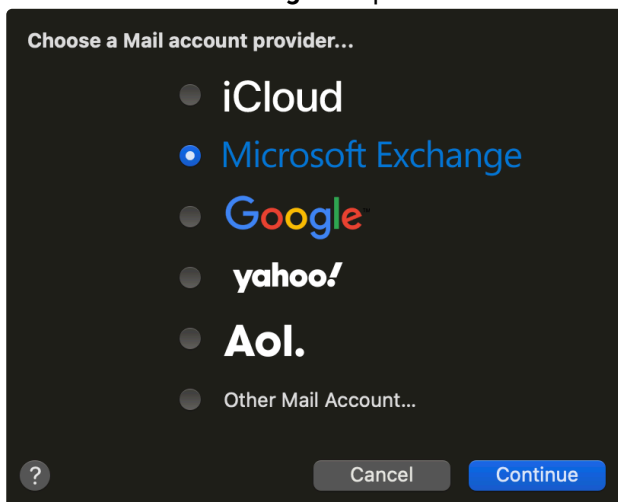 Choose a Mail account provider...
iCloud
Microsoft Exchange
Google
yahoo!
Aol.
Other Mail Account...
?
Cancel
Continue